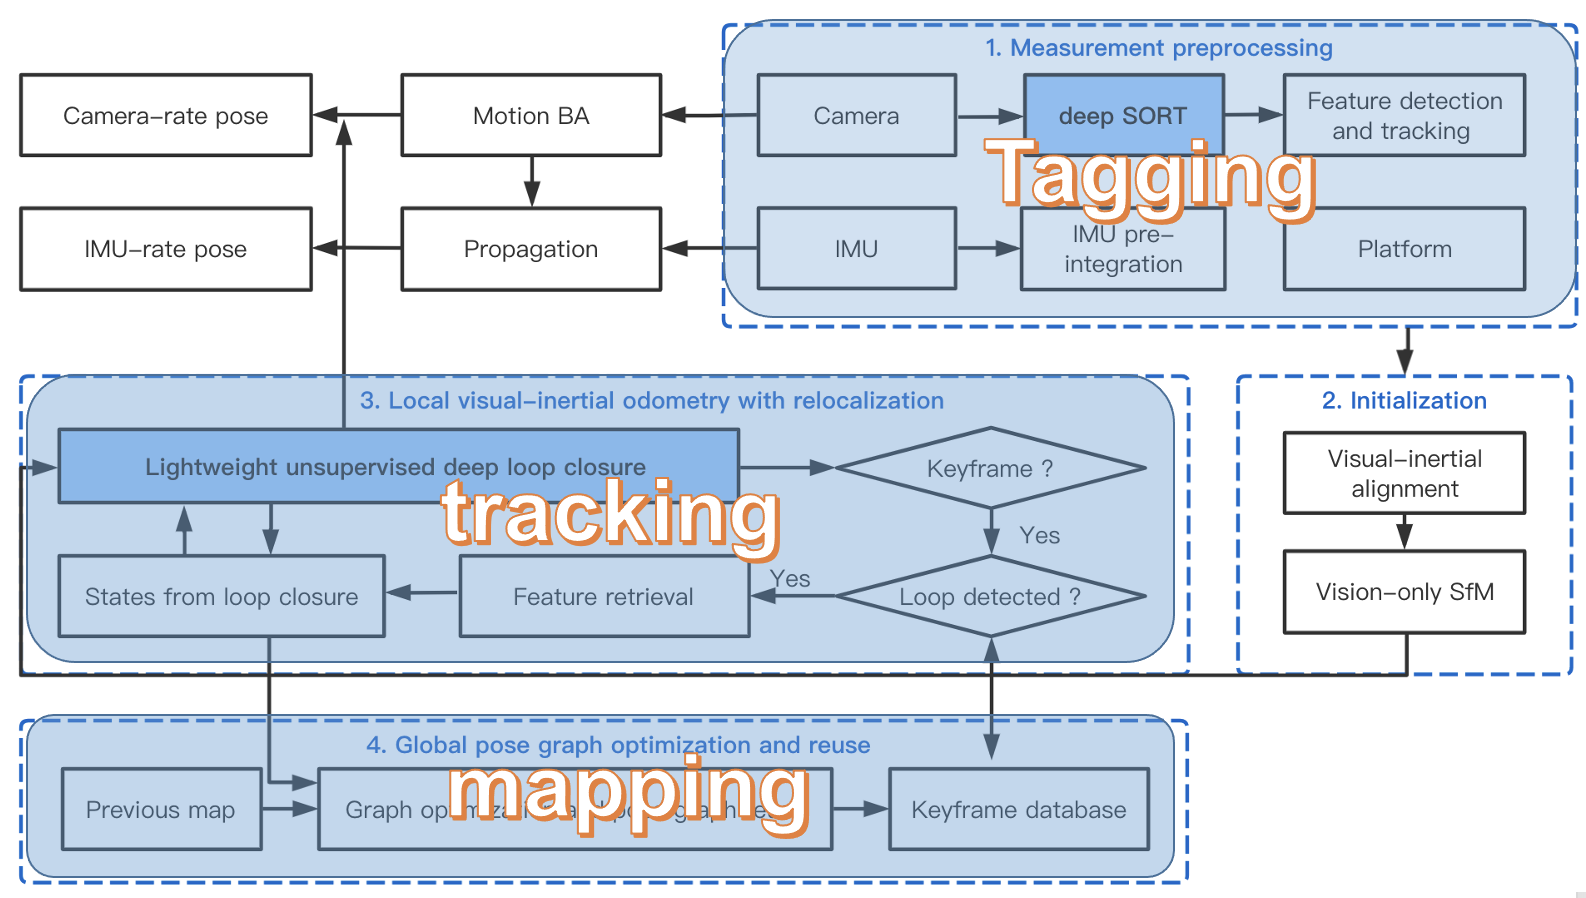 1. Measurement preprocessing
Camera-rate pose
Motion BA
Camera
deep SORT
Feature detection
and tracking
Tagging
IMU-rate pose
Propagation
IMU
IMU pre-
integration
Platform
3. Local visual-inertial odometry with relocalization
Lightweight unsupervised deep loop closure
Keyframe ?
tracking
Yes
States from loop closure
Feature retrieval
Yes
Loop detected ?
2. Initialization
Visual-inertial
alignment
Vision-only SfM
4. Global pose graph optimization and reuse
mapping
Previous map
Graph
Keyframe database